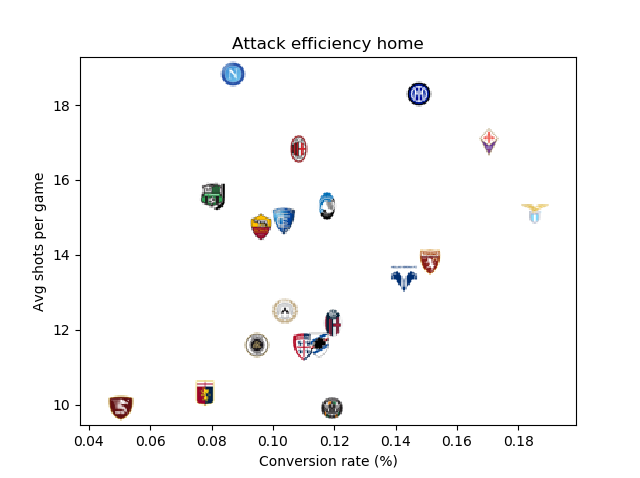 Attack efficiency home
Avg shots per game
18
16
14
12
10
0.04 0.06 0.08 0.10 0.12 0.14 0.16 0.18
Conversion rate (%)
N
S